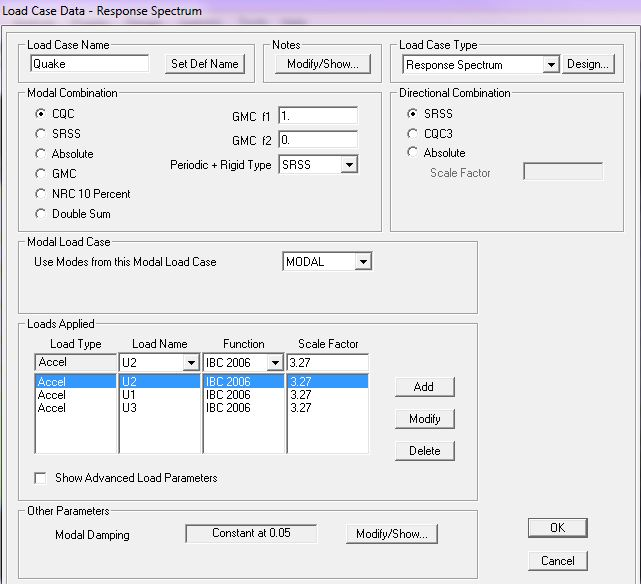 Load Case Data - Response Spectrum
Load Case Name
Quake
Set Def Name
Notes
Modify/Show...
Load Case Type
Response Spectrum
Design...
Modal Combination
CQC
SRSS
Absolute
GMC
NRC 10 Percent
Double Sum
GMC f1
1.
GMC f2
0.
Periodic + Rigid Type
SRSS
Directional Combination
SRSS
CQC3
Absolute
Scale Factor
Modal Load Case
Use Modes from this Modal Load Case
MODAL
Loads Applied
Load Type Load Name Function Scale Factor
Accel U2 IBC 2006 3.27
Accel U2 IBC 2006 3.27
Accel U1 IBC 2006 3.27
Accel U3 IBC 2006 3.27
Add
Modify
Delete
Show Advanced Load Parameters
Other Parameters
Modal Damping
Constant at 0.05
Modify/Show...
OK
Cancel